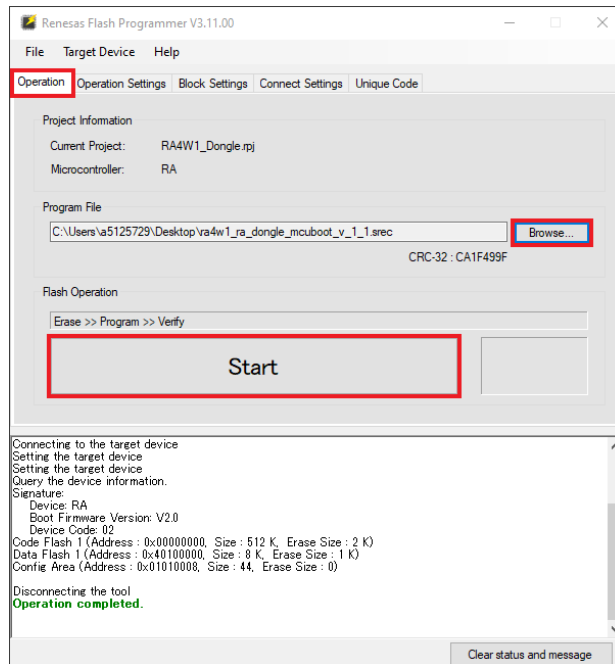 Renesas Flash Programmer V3.11.00
File Target Device Help
Operation Operation Settings Block Settings Connect Settings Unique Code
Project Information
Current Project: RA4W1_Dongle.rpj
Microcontroller: RA
Program File
C:\Users\a5125729\Desktop\ra4w1_ra_dongle_mcuboot_v_1_1.srec Browse...
CRC-32 : CA1F499F
Flash Operation
Erase >> Program >> Verify
Start
Connecting to the target device
Setting the target device
Setting the target device
Query the device information.
Signature:
Device: RA
Boot Firmware Version: V2.0
Device Code: 02
Code Flash 1 (Address : 0x00000000, Size : 512 K, Erase Size : 2 K)
Data Flash 1 (Address : 0x40100000, Size : 8 K, Erase Size : 1 K)
Config Area (Address : 0x01010008, Size : 44, Erase Size : 0)
Disconnecting the tool
Operation completed.
Clear status and message